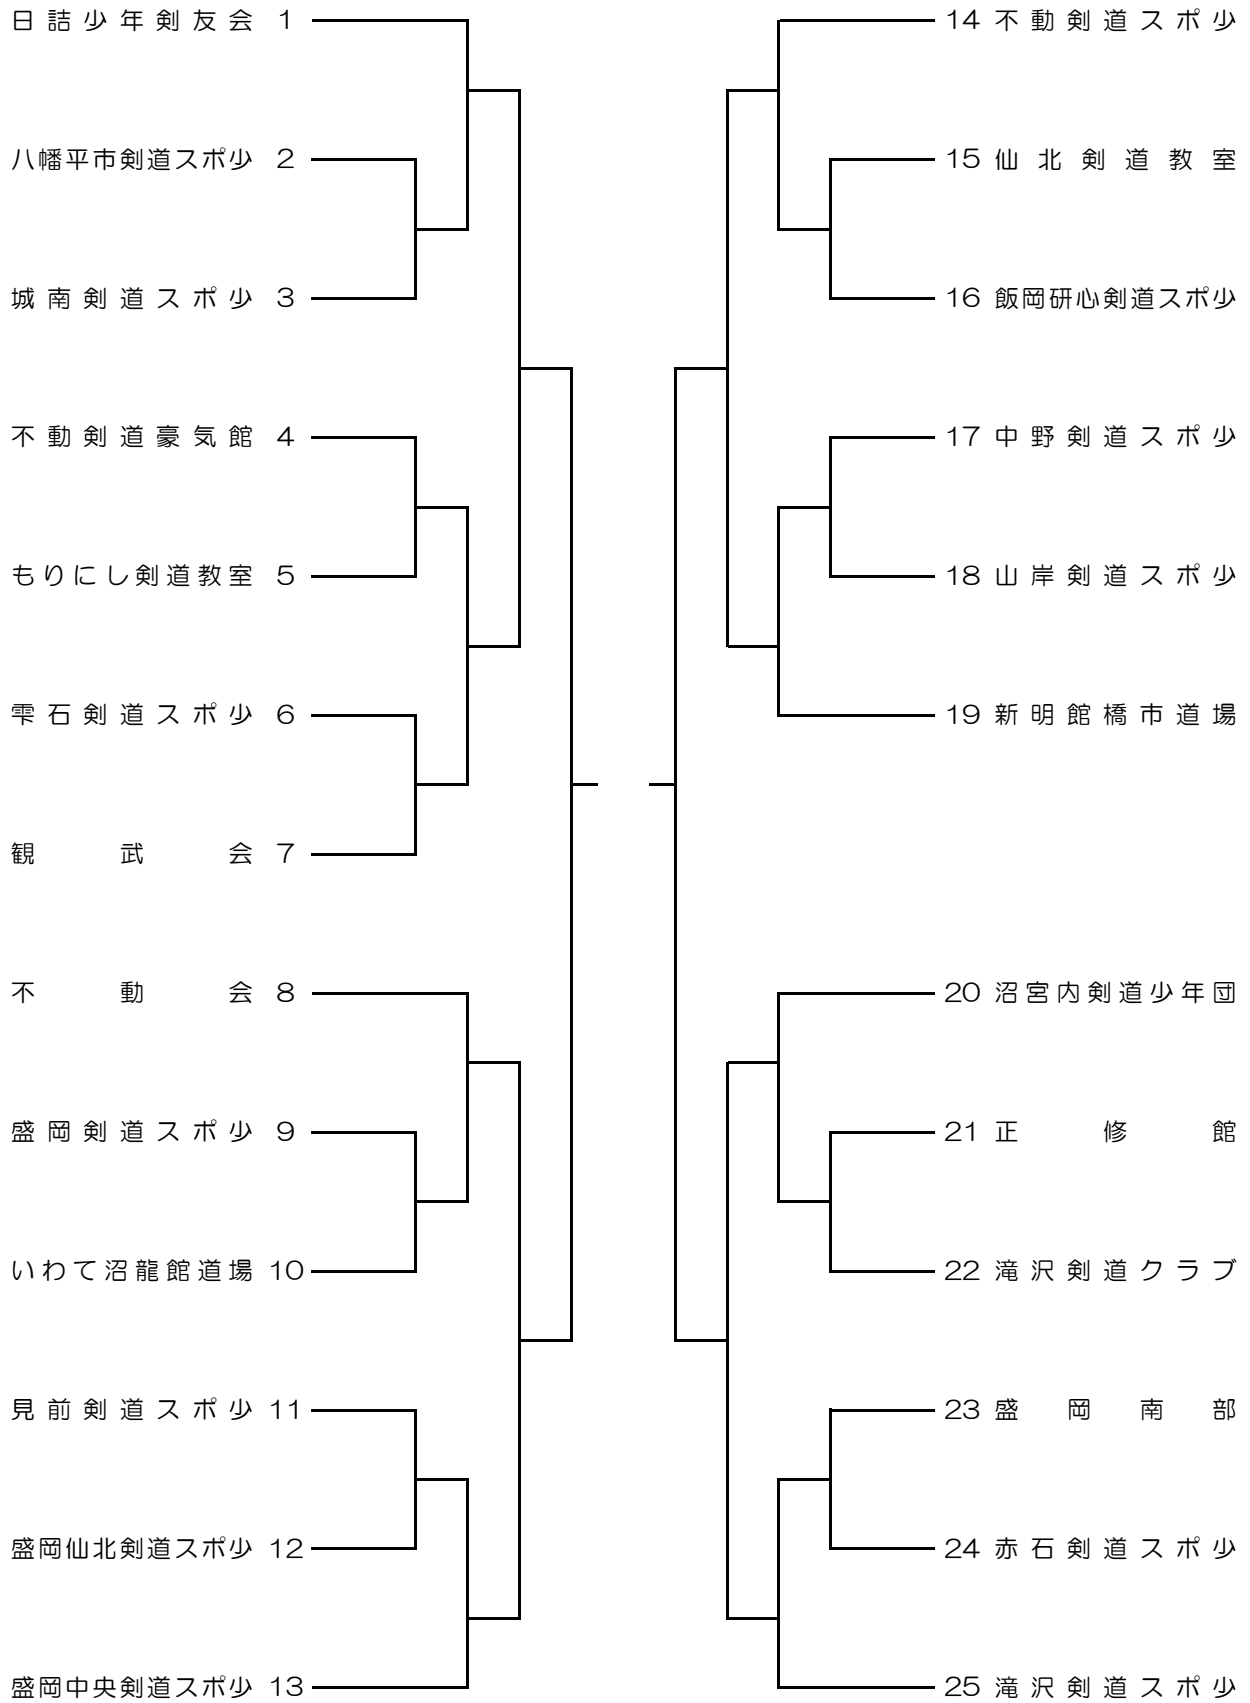 日詰少年剣友会 1
八幡平市剣道スポ少 2
城南剣道スポ少 3
不動剣道豪気館 4
もりにし剣道教室 5
雫石剣道スポ少 6
観武会 7
不動会 8
盛岡剣道スポ少 9
いわて沼龍館道場 10
見前剣道スポ少 11
盛岡仙北剣道スポ少 12
盛岡中央剣道スポ少 13
14 不動剣道スポ少
15 仙北剣道教室
16 飯岡研心剣道スポ少
17 中野剣道スポ少
18 山岸剣道スポ少
19 新明館橋市道場
20 沼宮内剣道少年団
21 正修館
22 滝沢剣道クラブ
23 盛岡南部
24 赤石剣道スポ少
25 滝沢剣道スポ少